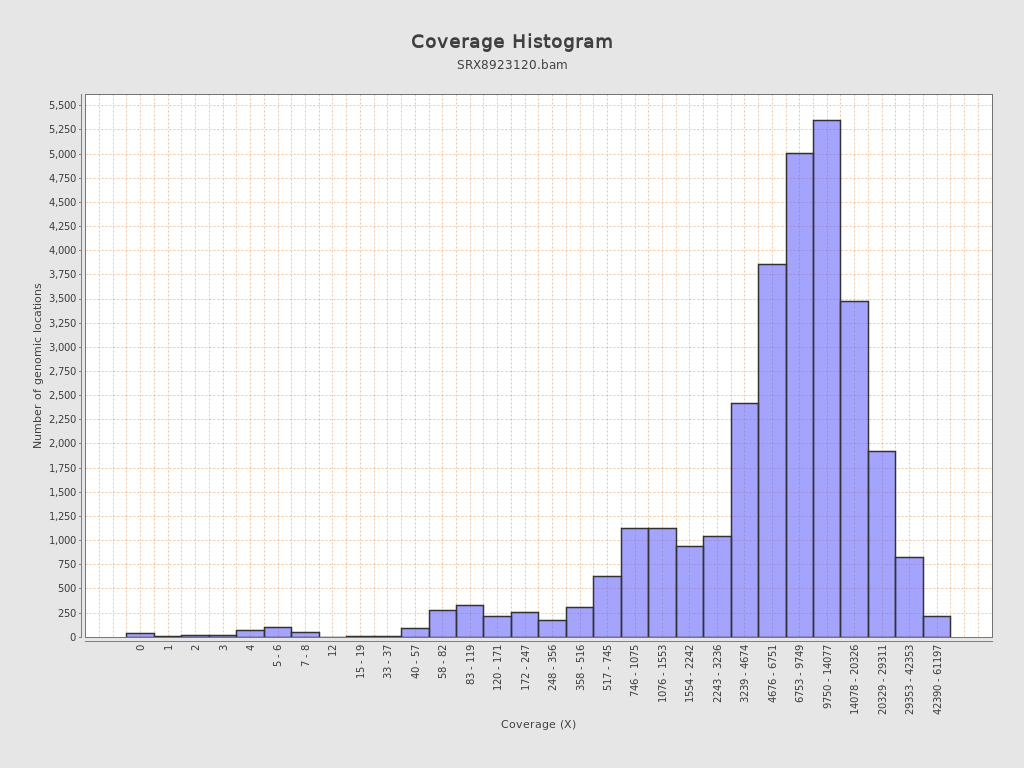 Coverage Histogram
SRX8923120.bam
Number of genomic locations
5,500
5,250
5,000
4,750
4,500
4,250
4,000
3,750
3,500
3,250
3,000
2,750
2,500
2,250
2,000
1,750
1,500
1,250
1,000
750
500
250
0
0
1
2
3
4
5 - 6
7 - 8
12
15 - 19
33 - 37
40 - 57
58 - 82
83 - 119
120 - 171
172 - 247
248 - 356
358 - 516
517 - 745
746 - 1075
1076 - 1553
1554 - 2242
2243 - 3236
3239 - 4674
4676 - 6751
6753 - 9749
9750 - 14077
14078 - 20326
20329 - 29311
29353 - 42353
42390 - 61197
Coverage (X)